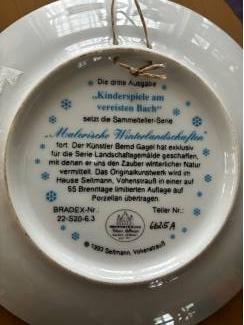 Die dritte Ausgabe
„Kinderspiele am
vereisten Bach"
setzt die Sammelteller-Serie
„Malerische Winterlandschaften"
fort. Der Künstler Bernd Gagel hat exklusiv
für die Serie Landschaftsgemälde geschaffen,
mit denen er uns den Zauber winterlicher Natur
vermittelt. Das Originalkunstwerk wird im
Hause Seltmann, Vohenstrauß in einer auf
55 Brenntage limitierten Auflage auf
Porzellan übertragen.
BRADEX-Nr.: Teller Nr.:
22-S20-6.3 6625A
© 1993 Seltmann, Vohenstrauß